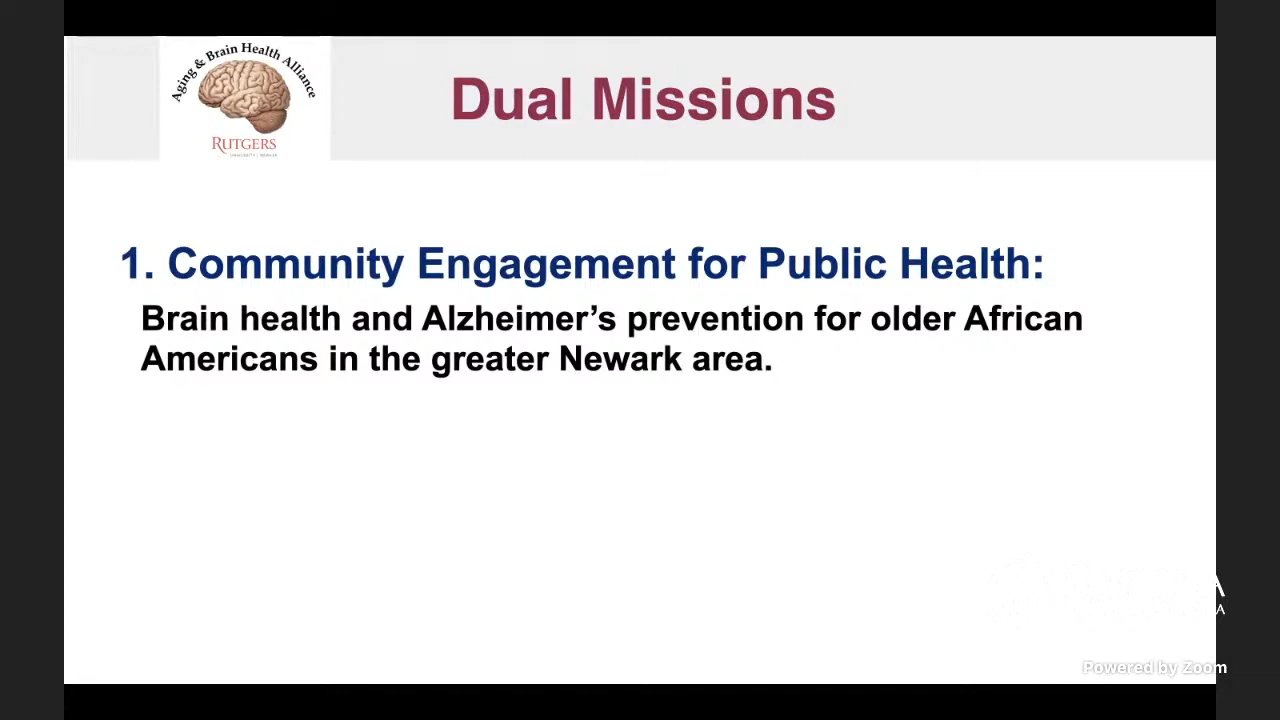 Aging & Brain Health Alliance
RUTGERS
Dual Missions
1. Community Engagement for Public Health:
Brain health and Alzheimer’s prevention for older African
Americans in the greater Newark area.
A
A
Powered by Zoom